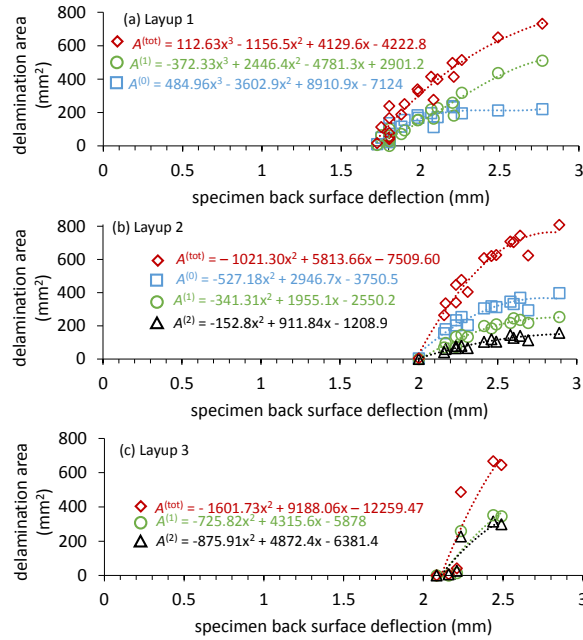 (a) Layup 1
A(tot) = 112.63x³ - 1156.5x² + 4129.6x - 4222.8
A(1) = -372.33x³ + 2446.4x² - 4781.3x + 2901.2
A(0) = 484.96x³ - 3602.9x² + 8910.9x - 7124
delamination area
(mm²)
800
600
400
200
0
0 0.5 1 1.5 2 2.5 3
specimen back surface deflection (mm)
(b) Layup 2
A(tot) = − 1021.30x² + 5813.66x − 7509.60
A(0) =-527.18x² + 2946.7x - 3750.5
A(1) =-341.31x² + 1955.1x - 2550.2
A(2) =-152.8x² + 911.84x - 1208.9
delamination area
(mm²)
800
600
400
200
0
0 0.5 1 1.5 2 2.5 3
specimen back surface deflection (mm)
(c) Layup 3
A(tot) = − 1601.73x² + 9188.06x − 12259.47
A(1) =-725.82x² + 4315.6x - 5878
A(2) =-875.91x² + 4872.4x - 6381.4
delamination area
(mm²)
800
600
400
200
0
0 0.5 1 1.5 2 2.5 3
specimen back surface deflection (mm)